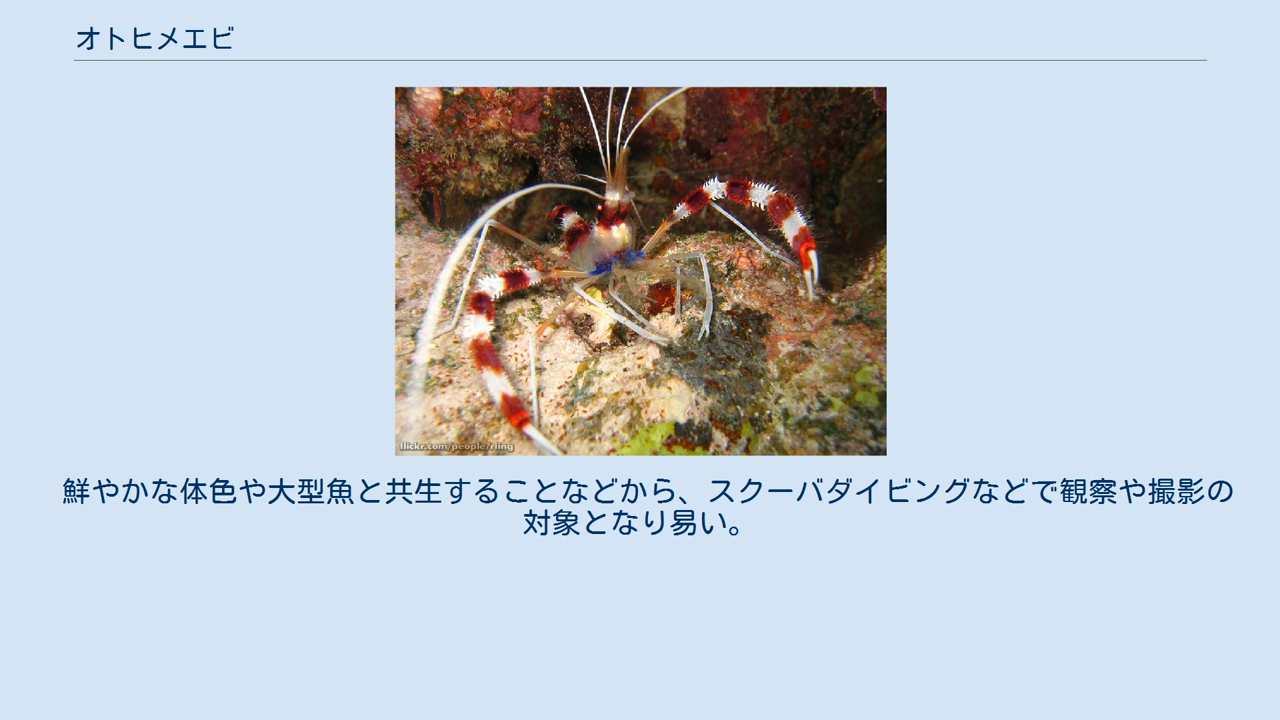 オトヒメエビ
flickr.com/people/rling
鮮やかな体色や大型魚と共生することなどから、スクーバダイビングなどで観察や撮影の
対象となり易い。